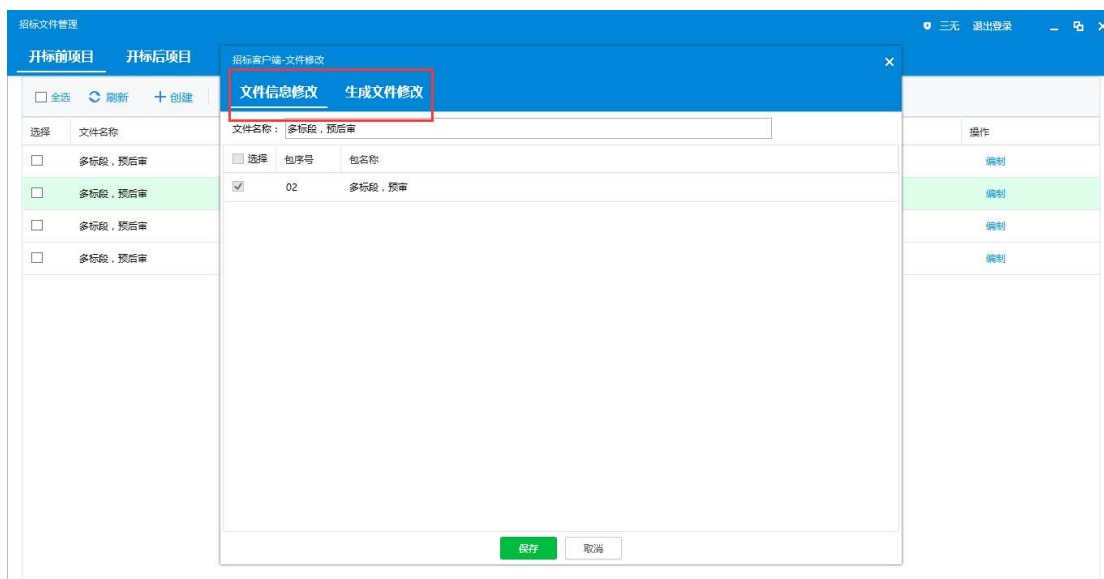 招标文件管理 三无 退出登录
开标前项目 开标后项目
招标客户端-文件修改
全选 刷新 创建
文件信息修改 生成文件修改
选择 文件名称 操作
文件名称： 多标段，预后审
选择 包序号 包名称
多标段，预后审 编制
02 多标段，预审
多标段，预后审 编制
多标段，预后审 编制
多标段，预后审 编制
保存 取消